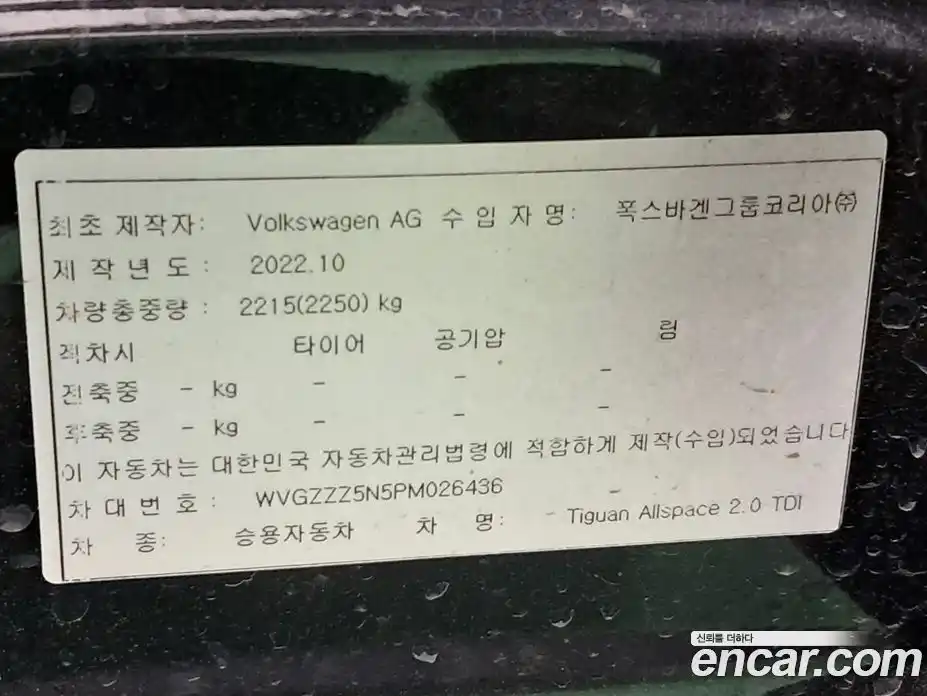 최초 제작자: Volkswagen AG 수 입 자 명: 폭스바겐그룹코리아㈜
제 작 년 도 : 2022.10
차량총중량 : 2215(2250) kg
적차시 타이어 공기압 림
전축중 - kg - - -
후축중 - kg - - -
이 자동차는 대한민국 자동차관리법령에 적합하게 제작(수입)되었습니다
차 대 번 호 : WVGZZZ5N5PM026436
차 종: 승용자동차 차 명: Tiguan Allspace 2.0 TDI
신뢰를 더하다
encar.com